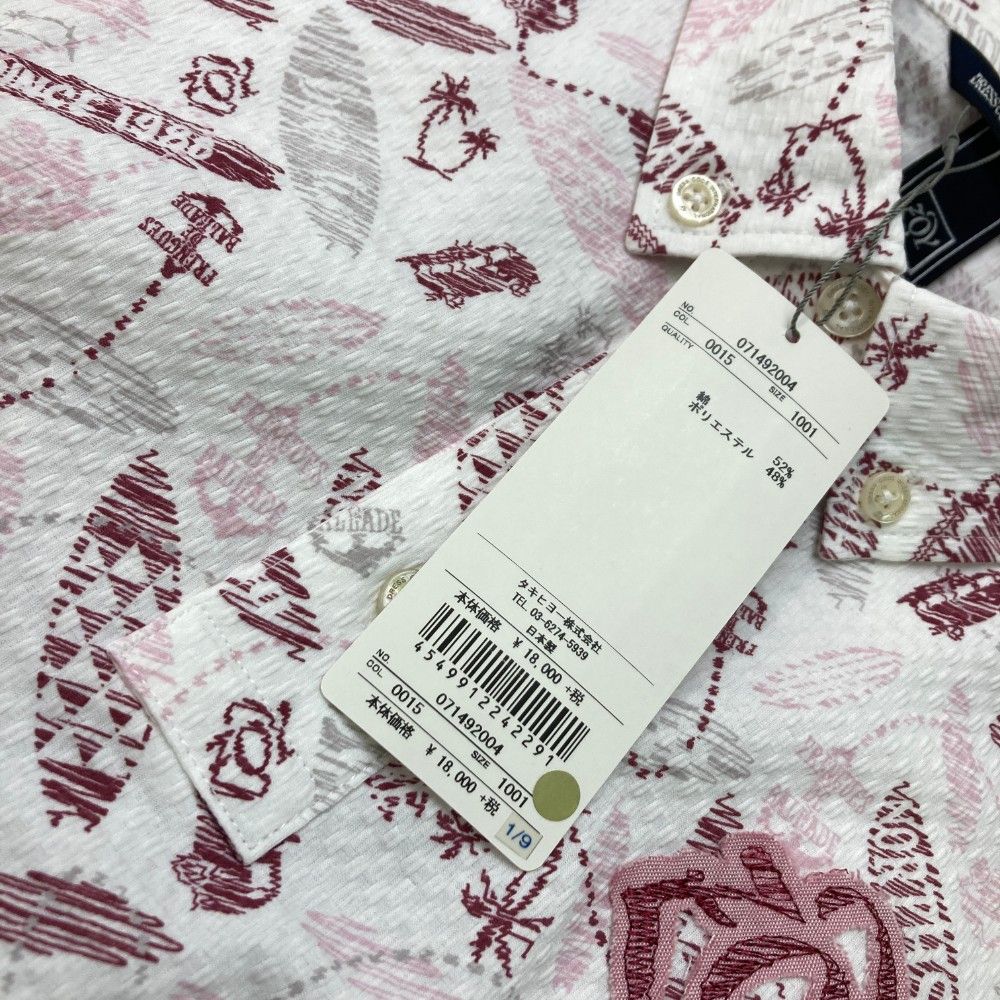 NO. 071492004
COL 0015 SIZE 1001
QUALITY
綿 52%
ポリエステル 48%
タキヒヨー株式会社
TEL. 03-6274-5939
日本製
本体価格 ¥ 18,000 +税
4549912242291
NO. 071492004
COL 0015 SIZE 1001
本体価格 ¥ 18,000 +税
1/9
INCE 1980